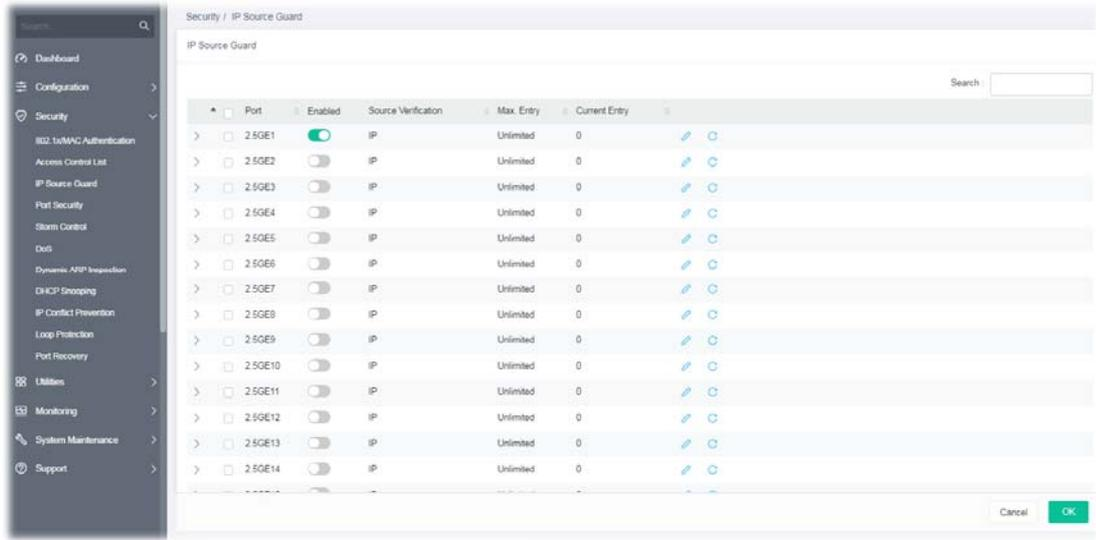 Search...
Security / IP Source Guard
IP Source Guard
Dashboard
Configuration
Security
802.1x/MAC Authentication
Access Control List
IP Source Guard
Port Security
Storm Control
DoS
Dynamic ARP Inspection
DHCP Snooping
IP Conflict Prevention
Loop Protection
Port Recovery
Utilities
Monitoring
System Maintenance
Support
Search :
Port Enabled Source Verification Max. Entry Current Entry
2.5GE1 IP Unlimited 0
2.5GE2 IP Unlimited 0
2.5GE3 IP Unlimited 0
2.5GE4 IP Unlimited 0
2.5GE5 IP Unlimited 0
2.5GE6 IP Unlimited 0
2.5GE7 IP Unlimited 0
2.5GE8 IP Unlimited 0
2.5GE9 IP Unlimited 0
2.5GE10 IP Unlimited 0
2.5GE11 IP Unlimited 0
2.5GE12 IP Unlimited 0
2.5GE13 IP Unlimited 0
2.5GE14 IP Unlimited 0
Cancel OK